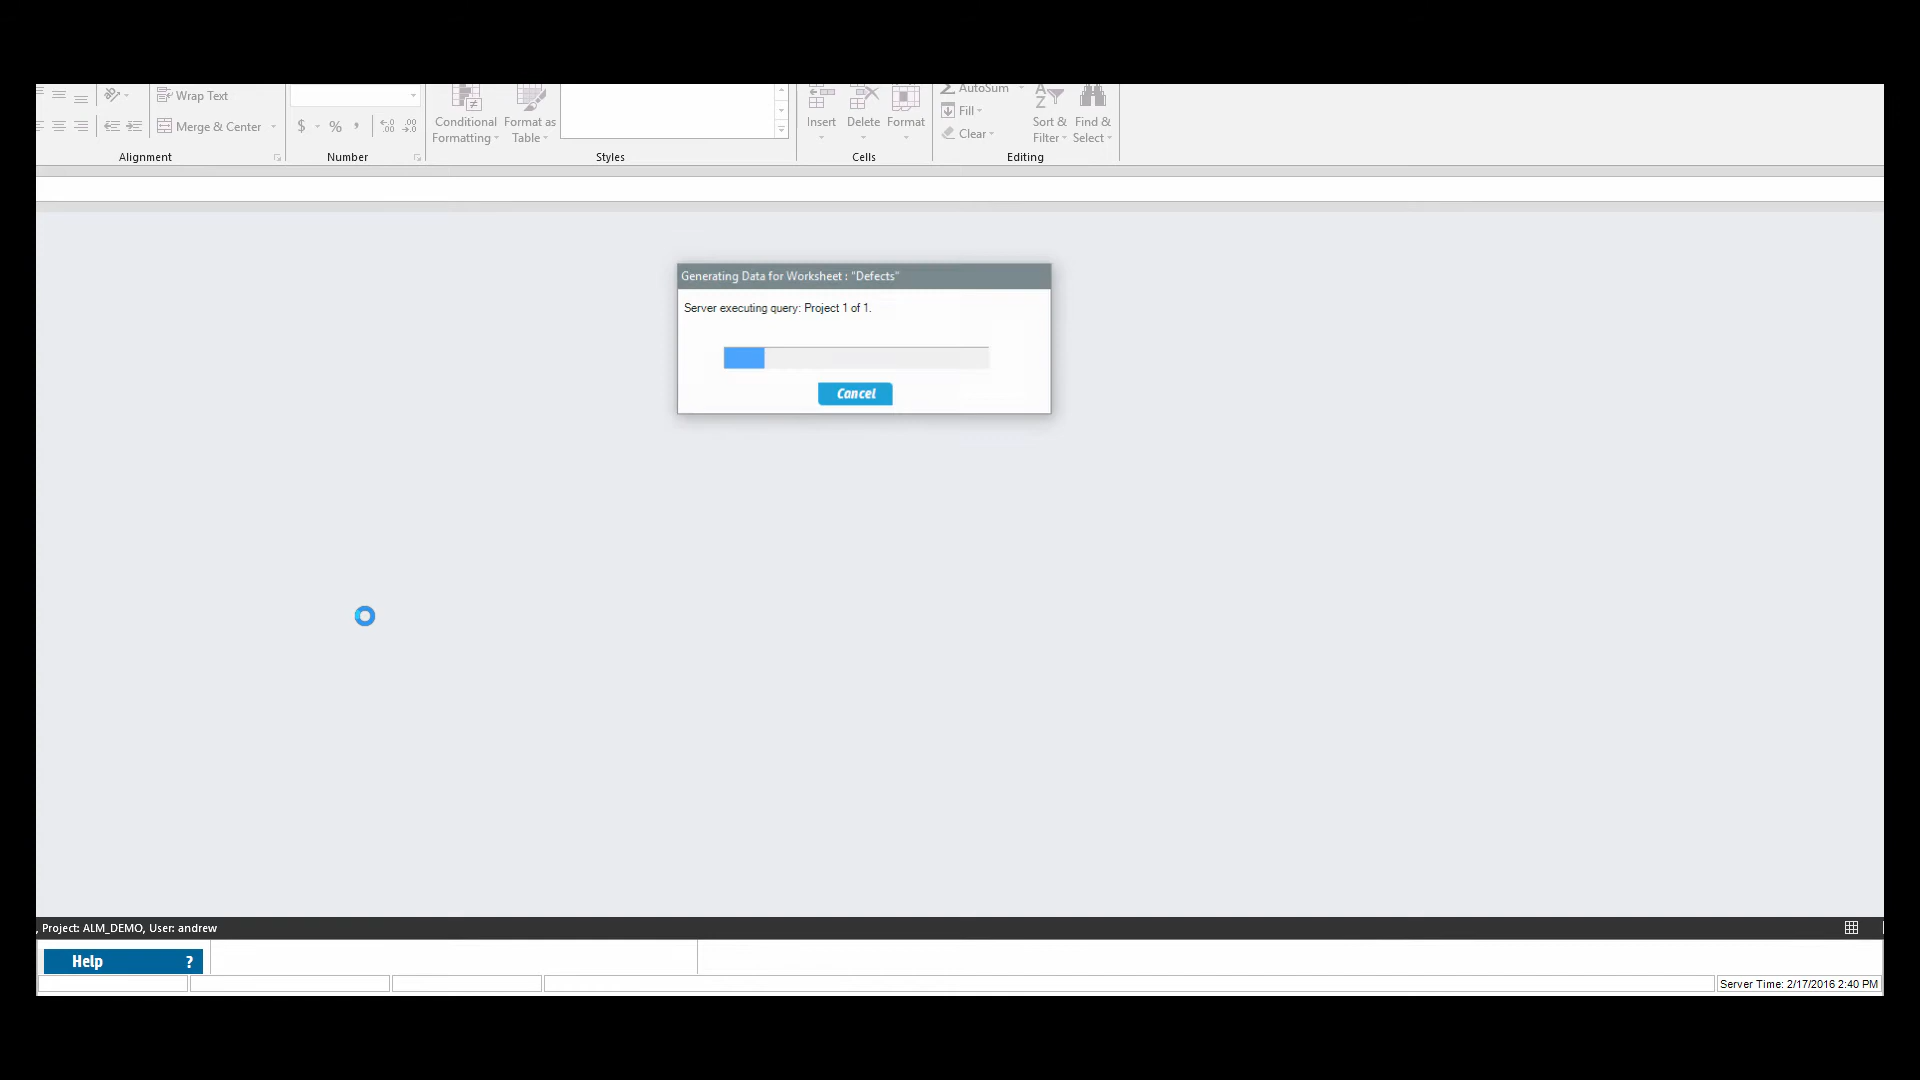 Wrap Text
Merge & Center
$ % ,
Alignment
Number
Conditional Formatting
Format as Table
Styles
Insert
Delete
Format
Cells
AutoSum
Fill
Clear
Sort & Filter
Find & Select
Editing
Generating Data for Worksheet : "Defects"
Server executing query: Project 1 of 1.
Cancel
, Project: ALM_DEMO, User: andrew
Help ?
Server Time: 2/17/2016 2:40 PM